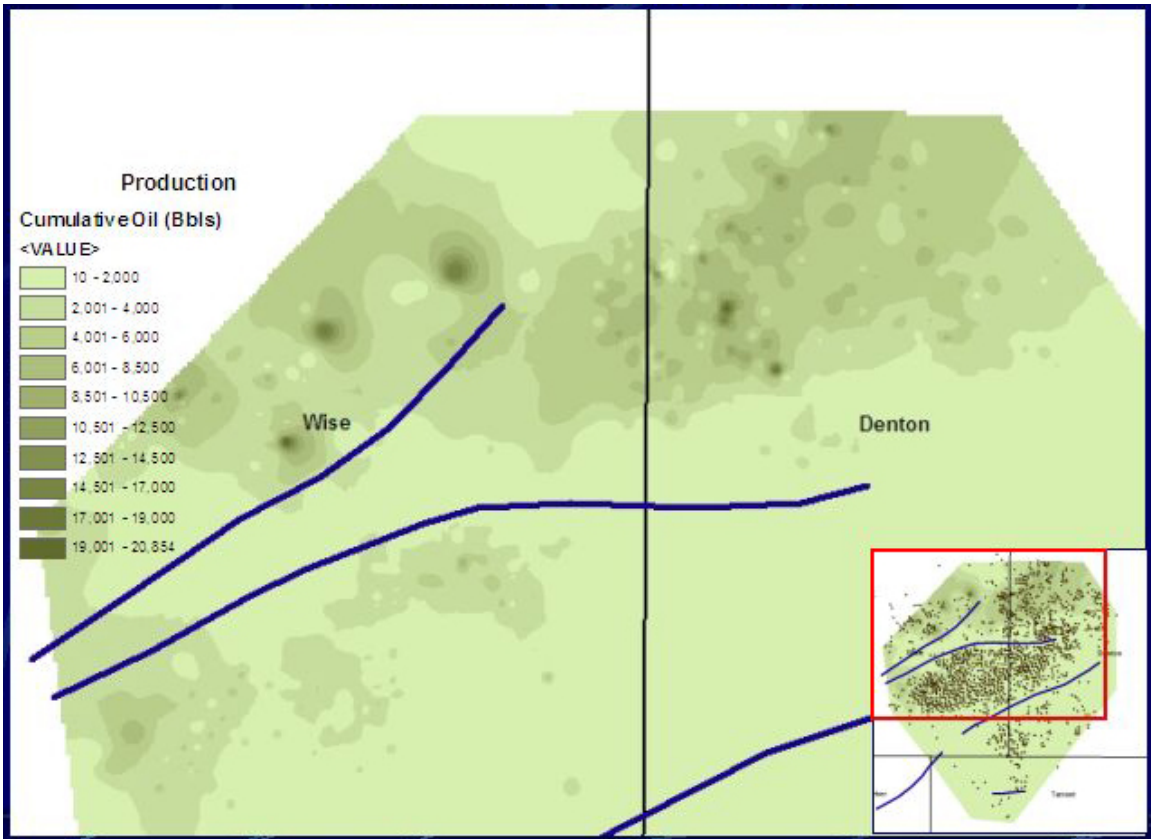 Production
Cumulative Oil (Bbls)
<VALUE>
10 - 2,000
2,001 - 4,000
4,001 - 6,000
6,001 - 8,500
8,501 - 10,500
10,501 - 12,500
12,501 - 14,500
14,501 - 17,000
17,001 - 19,000
19,001 - 20,854
Wise
Denton